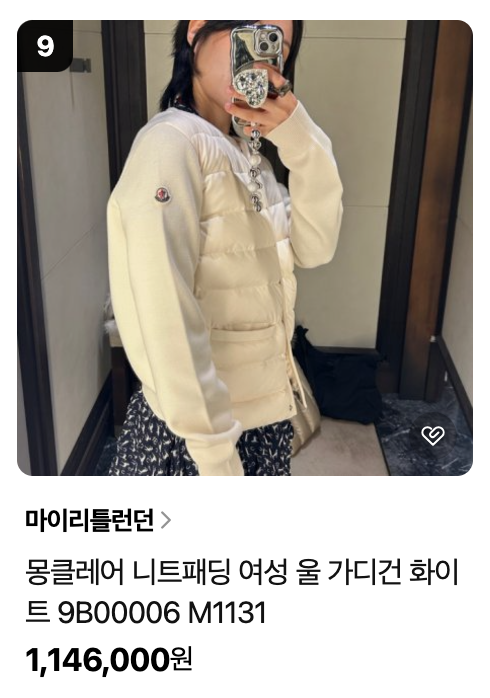 9
마이리틀런던
몽클레어 니트패딩 여성 울 가디건 화이
트 9B00006 M1131
1,146,000원